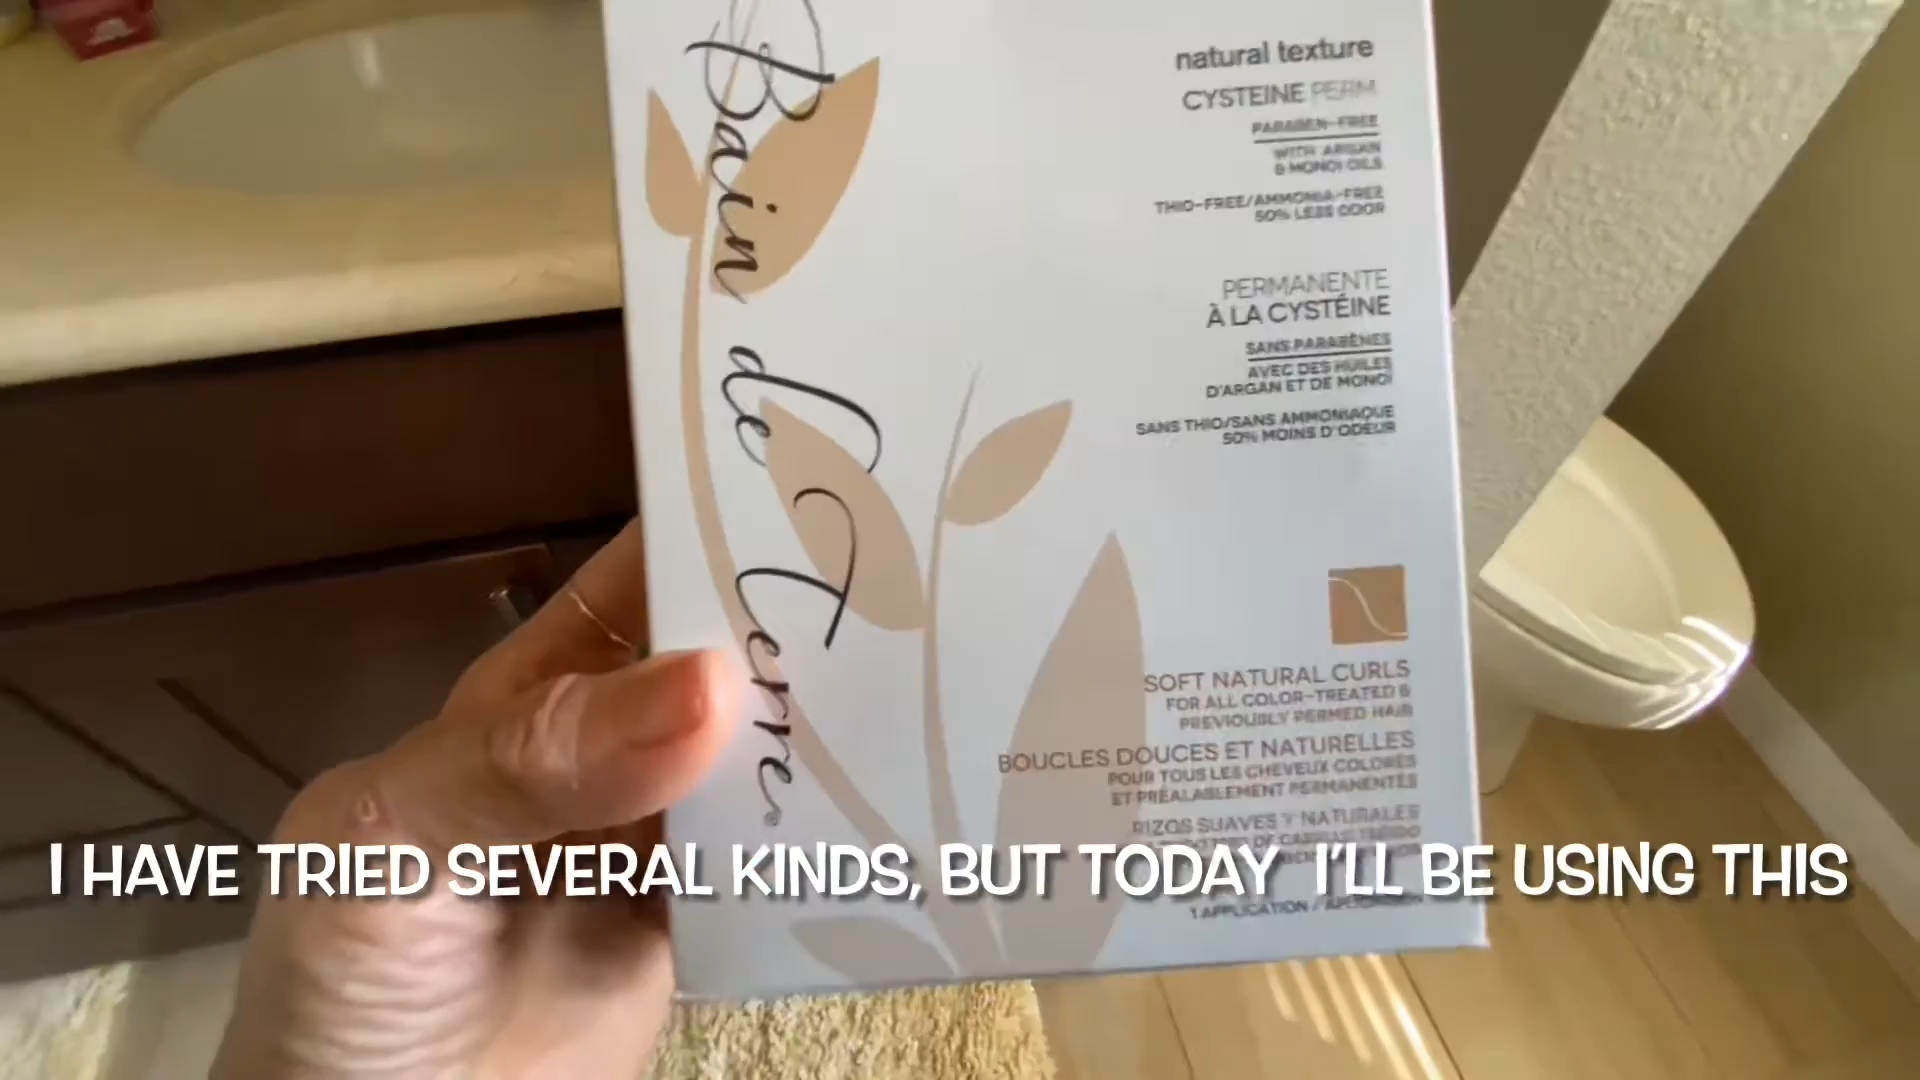 Bain de Terre®
natural texture
CYSTEINE PERM
PARABEN-FREE
WITH ARGAN
& MONOI OILS
THIO-FREE/AMMONIA-FREE
50% LESS ODOR
PERMANENTE
À LA CYSTÉINE
SANS PARABÈNES
AVEC DES HUILES
D'ARGAN ET DE MONOÏ
SANS THIO/SANS AMMONIAQUE
50% MOINS D'ODEUR
SOFT NATURAL CURLS
FOR ALL COLOR-TREATED &
PREVIOUSLY PERMED HAIR
BOUCLES DOUCES ET NATURELLES
POUR TOUS LES CHEVEUX COLORÉS
ET PRÉALABLEMENT PERMANENTÉS
RIZOS SUAVES Y NATURALES
I HAVE TRIED SEVERAL KINDS, BUT TODAY I'LL BE USING THIS
1 APPLICATION /